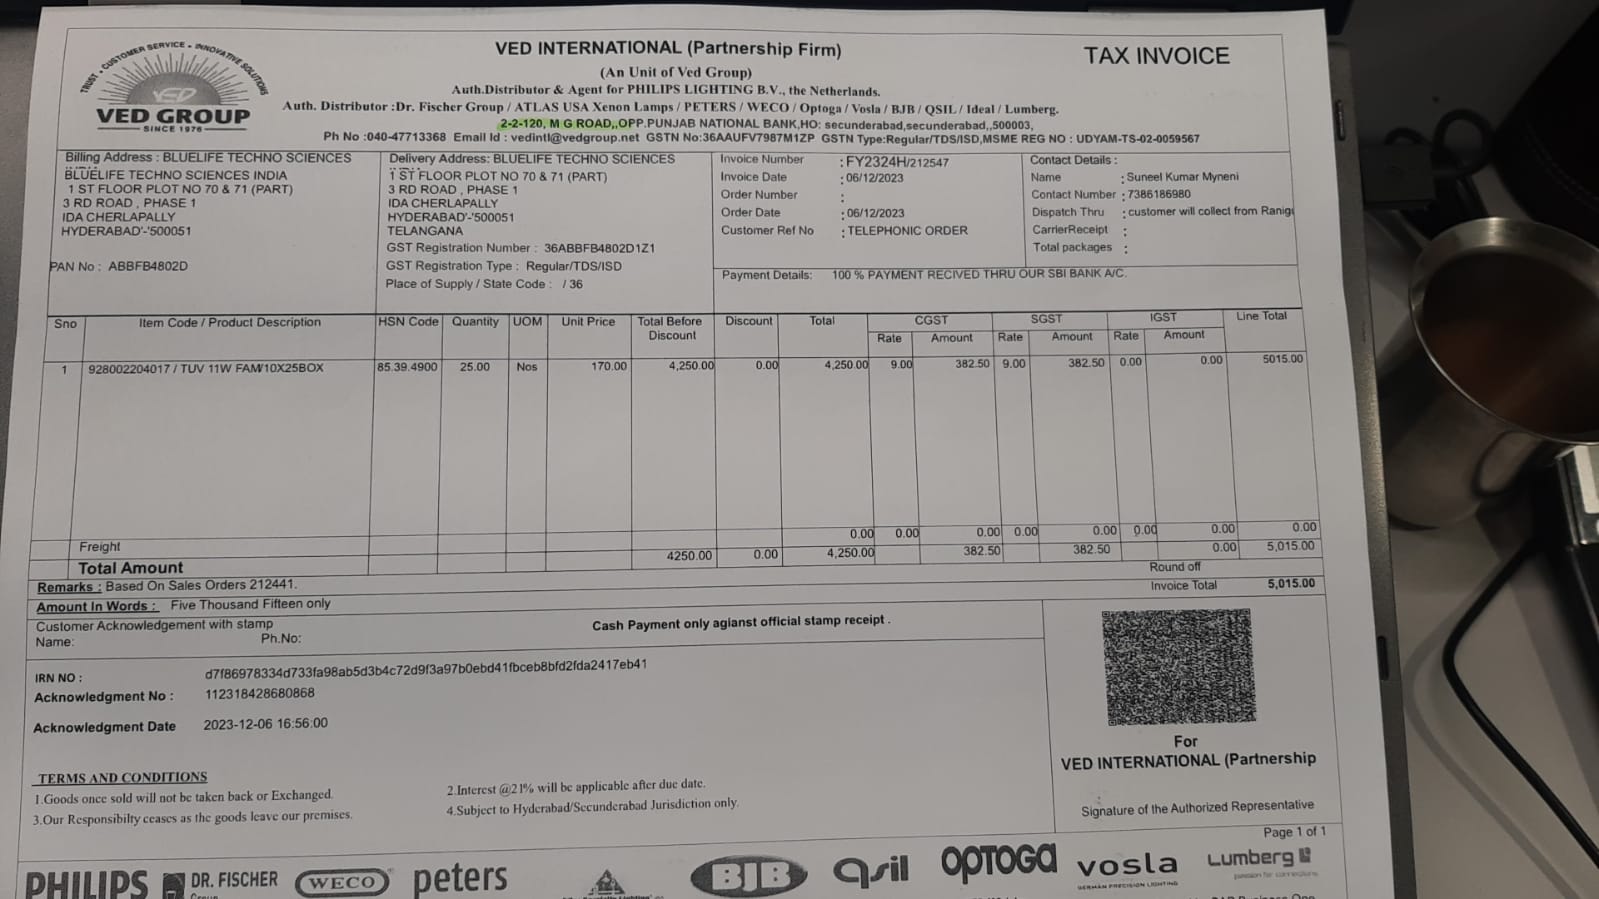 TRUST • CUSTOMER SERVICE • INNOVATIVE SOLUTIONS
VED
VED GROUP
SINCE 1976
VED INTERNATIONAL (Partnership Firm)
TAX INVOICE
(An Unit of Ved Group)
Auth.Distributor & Agent for PHILIPS LIGHTING B.V., the Netherlands.
Auth. Distributor :Dr. Fischer Group / ATLAS USA Xenon Lamps / PETERS / WECO / Optoga / Vosla / BJB / QSIL / Ideal / Lumberg.
2-2-120, M G ROAD,,OPP.PUNJAB NATIONAL BANK,HO: secunderabad,secunderabad,,500003,
Ph No :040-47713368 Email Id : vedintl@vedgroup.net GSTN No:36AAUFV7987M1ZP GSTN Type:Regular/TDS/ISD,MSME REG NO : UDYAM-TS-02-0059567
Billing Address : BLUELIFE TECHNO SCIENCES
BLUELIFE TECHNO SCIENCES INDIA
1 ST FLOOR PLOT NO 70 & 71 (PART)
3 RD ROAD , PHASE 1
IDA CHERLAPALLY
HYDERABAD'-'500051
PAN No : ABBFB4802D
Delivery Address: BLUELIFE TECHNO SCIENCES
1 ST FLOOR PLOT NO 70 & 71 (PART)
3 RD ROAD , PHASE 1
IDA CHERLAPALLY
HYDERABAD'-'500051
TELANGANA
GST Registration Number : 36ABBFB4802D1Z1
GST Registration Type : Regular/TDS/ISD
Place of Supply / State Code : / 36
Invoice Number : FY2324H/212547
Invoice Date : 06/12/2023
Order Number :
Order Date : 06/12/2023
Customer Ref No : TELEPHONIC ORDER
Contact Details :
Name : Suneel Kumar Myneni
Contact Number : 7386186980
Dispatch Thru : customer will collect from Ranigu
CarrierReceipt :
Total packages :
Payment Details: 100 % PAYMENT RECIVED THRU OUR SBI BANK A/C.
Sno Item Code / Product Description HSN Code Quantity UOM Unit Price Total Before Discount Discount Total CGST SGST IGST Line Total
Rate Amount Rate Amount Rate Amount
1 928002204017 / TUV 11W FAM/10X25BOX 85.39.4900 25.00 Nos 170.00 4,250.00 0.00 4,250.00 9.00 382.50 9.00 382.50 0.00 0.00 5015.00
Freight 0.00 0.00 0.00 0.00 0.00 0.00 0.00 0.00
Total Amount 4250.00 0.00 4,250.00 382.50 382.50 0.00 5,015.00
Round off
Remarks : Based On Sales Orders 212441.
Invoice Total 5,015.00
Amount In Words : Five Thousand Fifteen only
Customer Acknowledgement with stamp
Name: Ph.No:
Cash Payment only agianst official stamp receipt .
IRN NO : d7f86978334d733fa98ab5d3b4c72d9f3a97b0ebd41fbceb8bfd2fda2417eb41
Acknowledgment No : 112318428680868
Acknowledgment Date 2023-12-06 16:56:00
For
VED INTERNATIONAL (Partnership
Signature of the Authorized Representative
TERMS AND CONDITIONS
1.Goods once sold will not be taken back or Exchanged.
2.Interest @21% will be applicable after due date.
3.Our Responsibilty ceases as the goods leave our premises.
4.Subject to Hyderabad/Secunderabad Jurisdiction only.
Page 1 of 1
PHILIPS
DR. FISCHER
WECO
peters
BJB
qsil
OPTOGA
vosla
GERMAN PRECISION LIGHTING
Lumberg
passion for connections